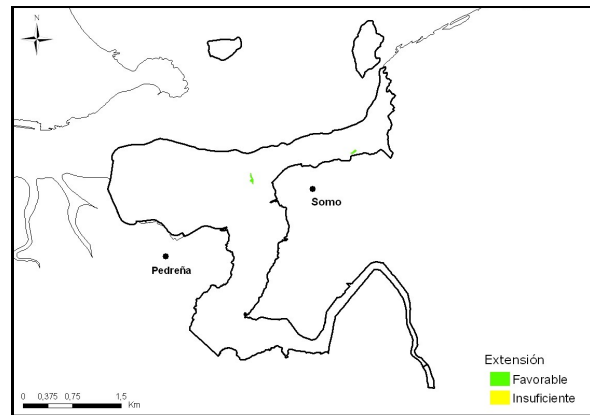 N
Somo
Pedreña
Extensión
Favorable
Insuficiente
0 0,375 0,75 1,5
Km